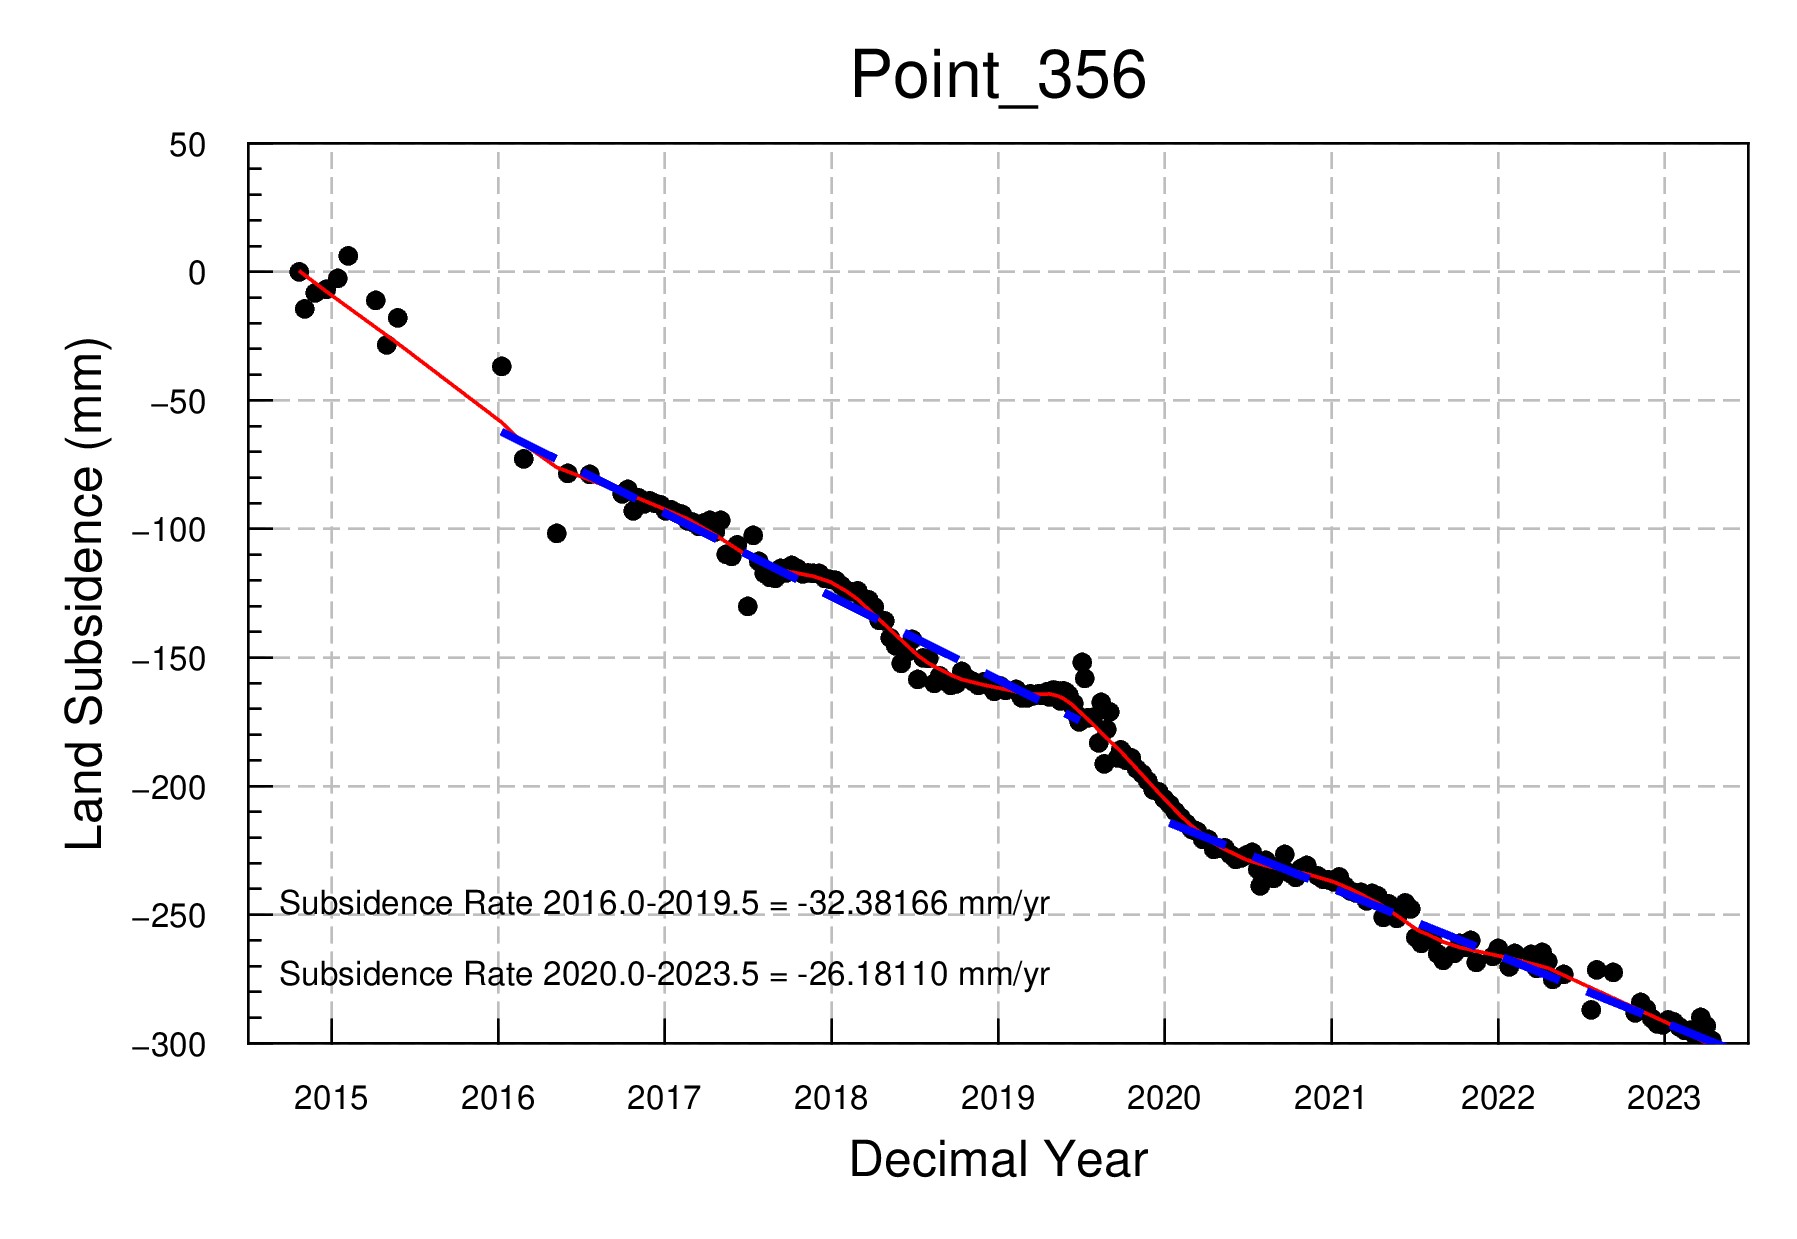 Point_356
50
0
−50
−100
−150
−200
−250
−300
Land Subsidence (mm)
Subsidence Rate 2016.0-2019.5 = -32.38166 mm/yr
Subsidence Rate 2020.0-2023.5 = -26.18110 mm/yr
2015 2016 2017 2018 2019 2020 2021 2022 2023
Decimal Year